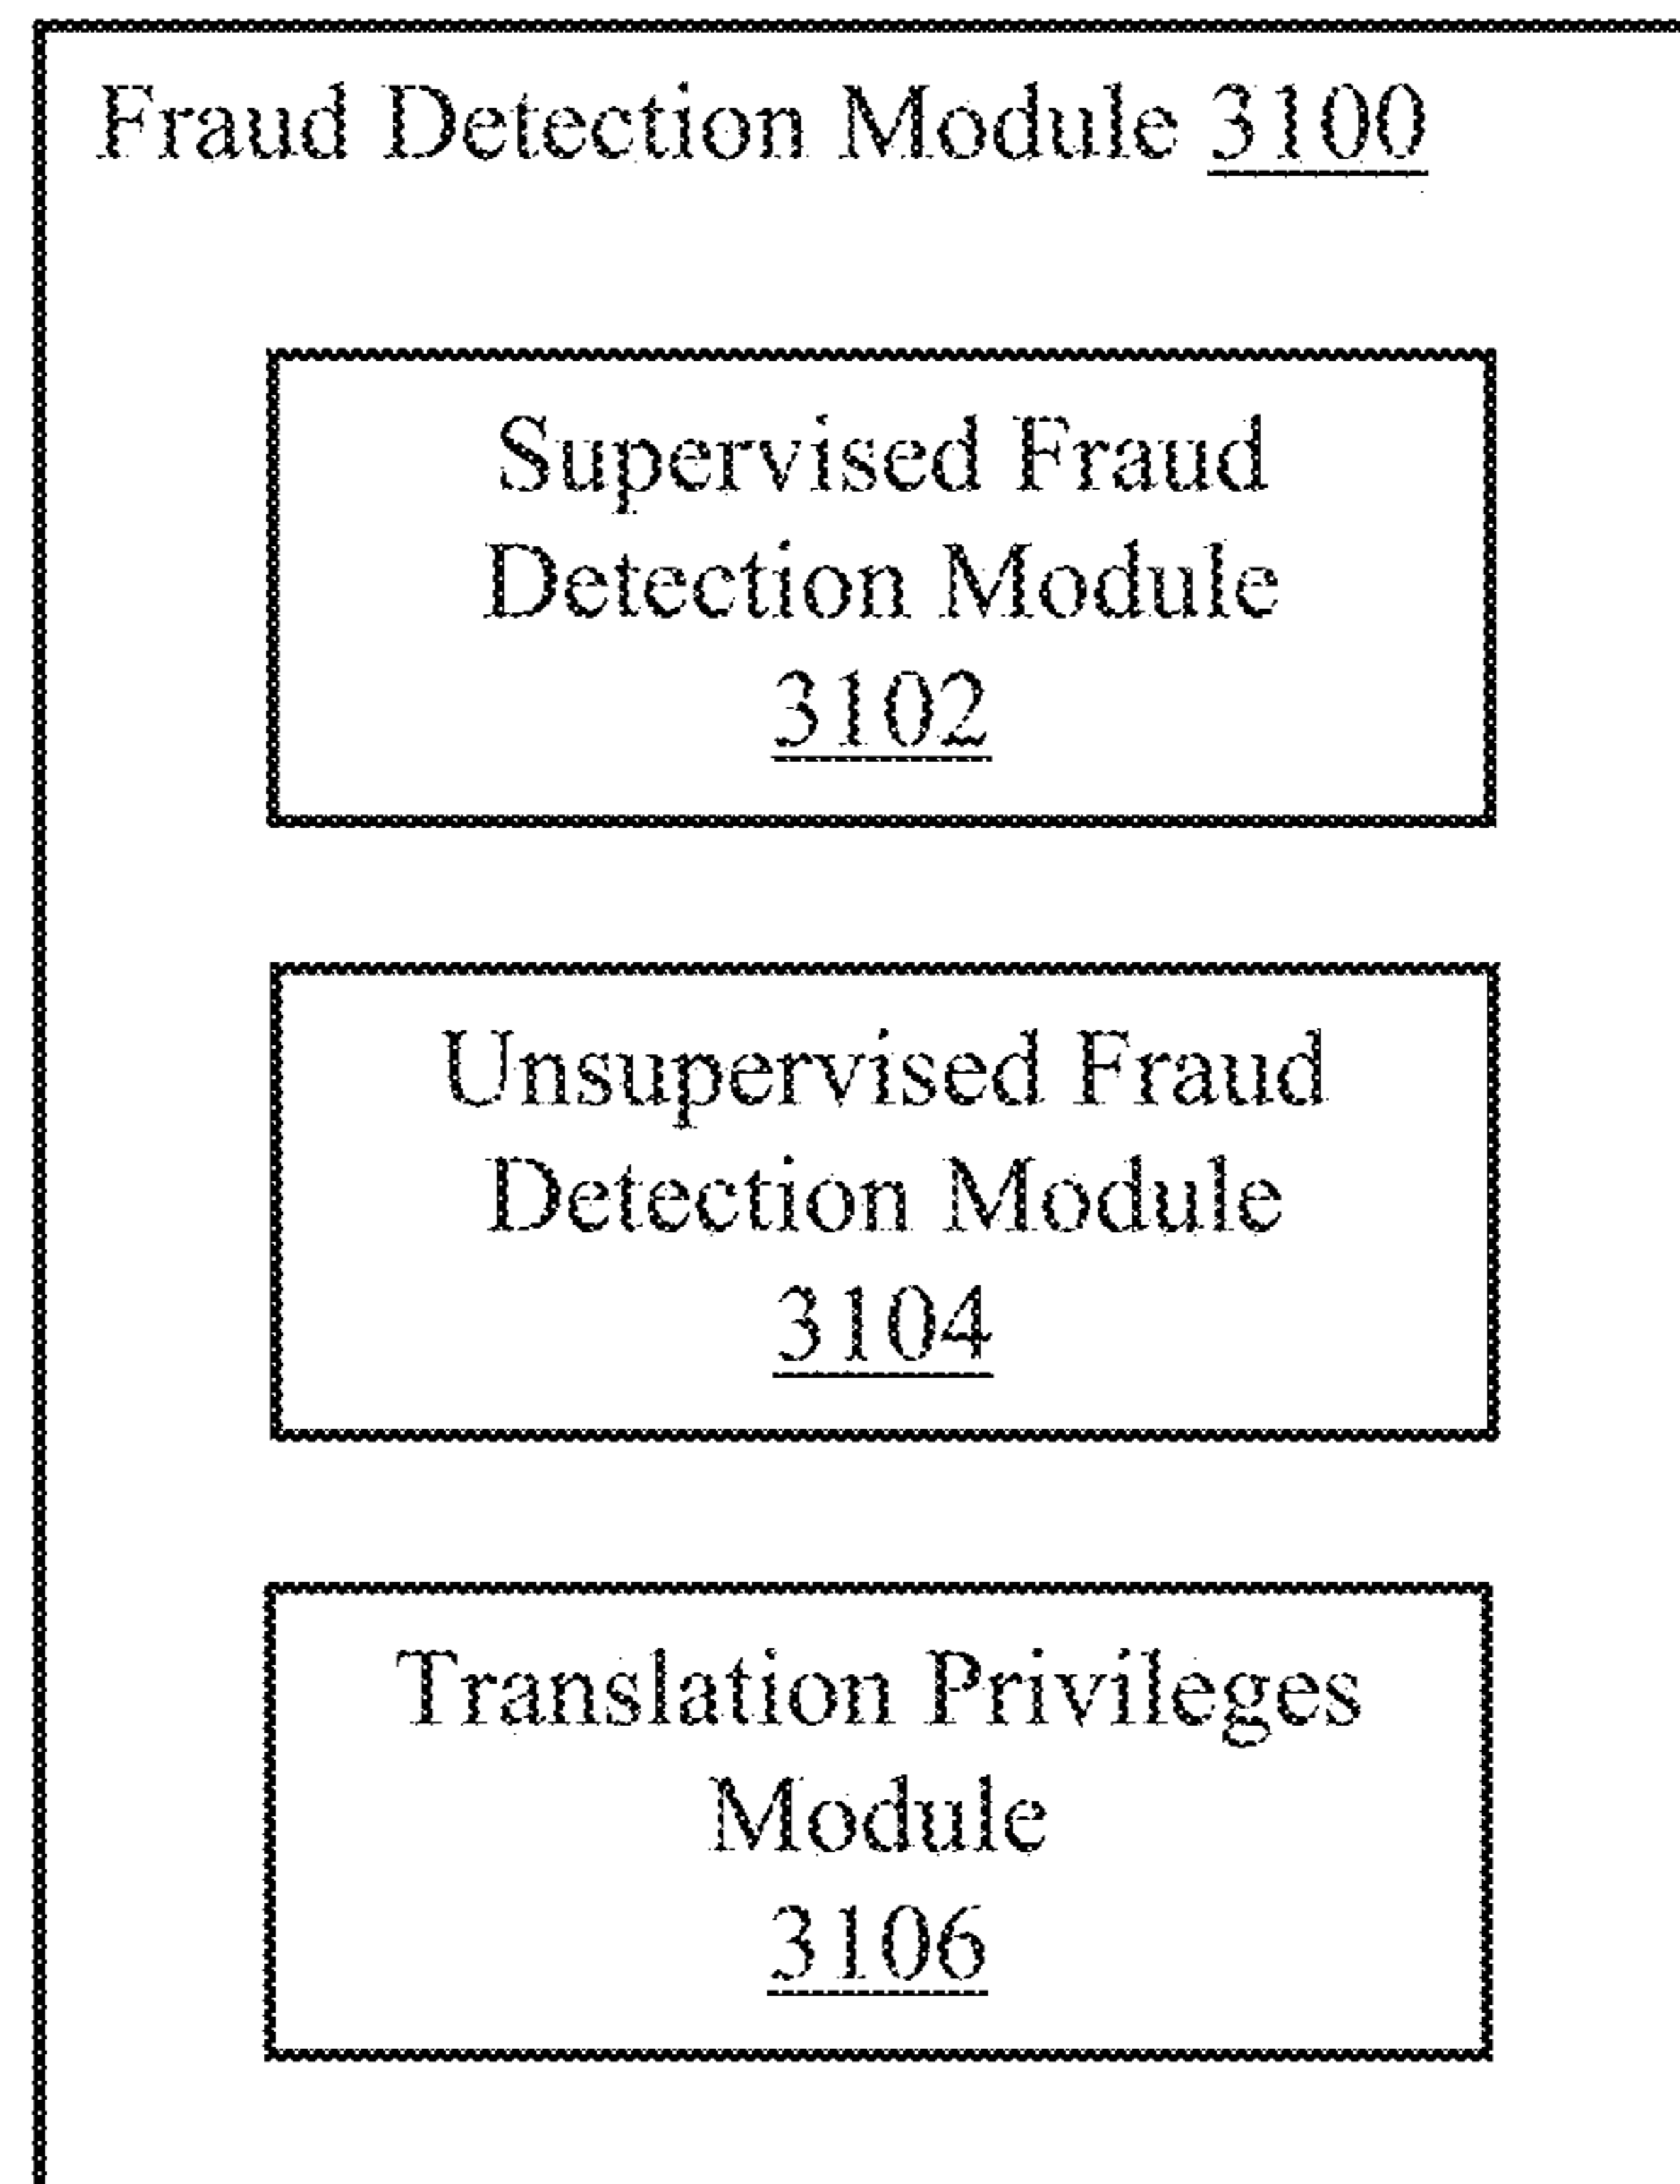 Fraud Detection Module 3100
Supervised Fraud
Detection Module
3102
Unsupervised Fraud
Detection Module
3104
Translation Privileges
Module
3106